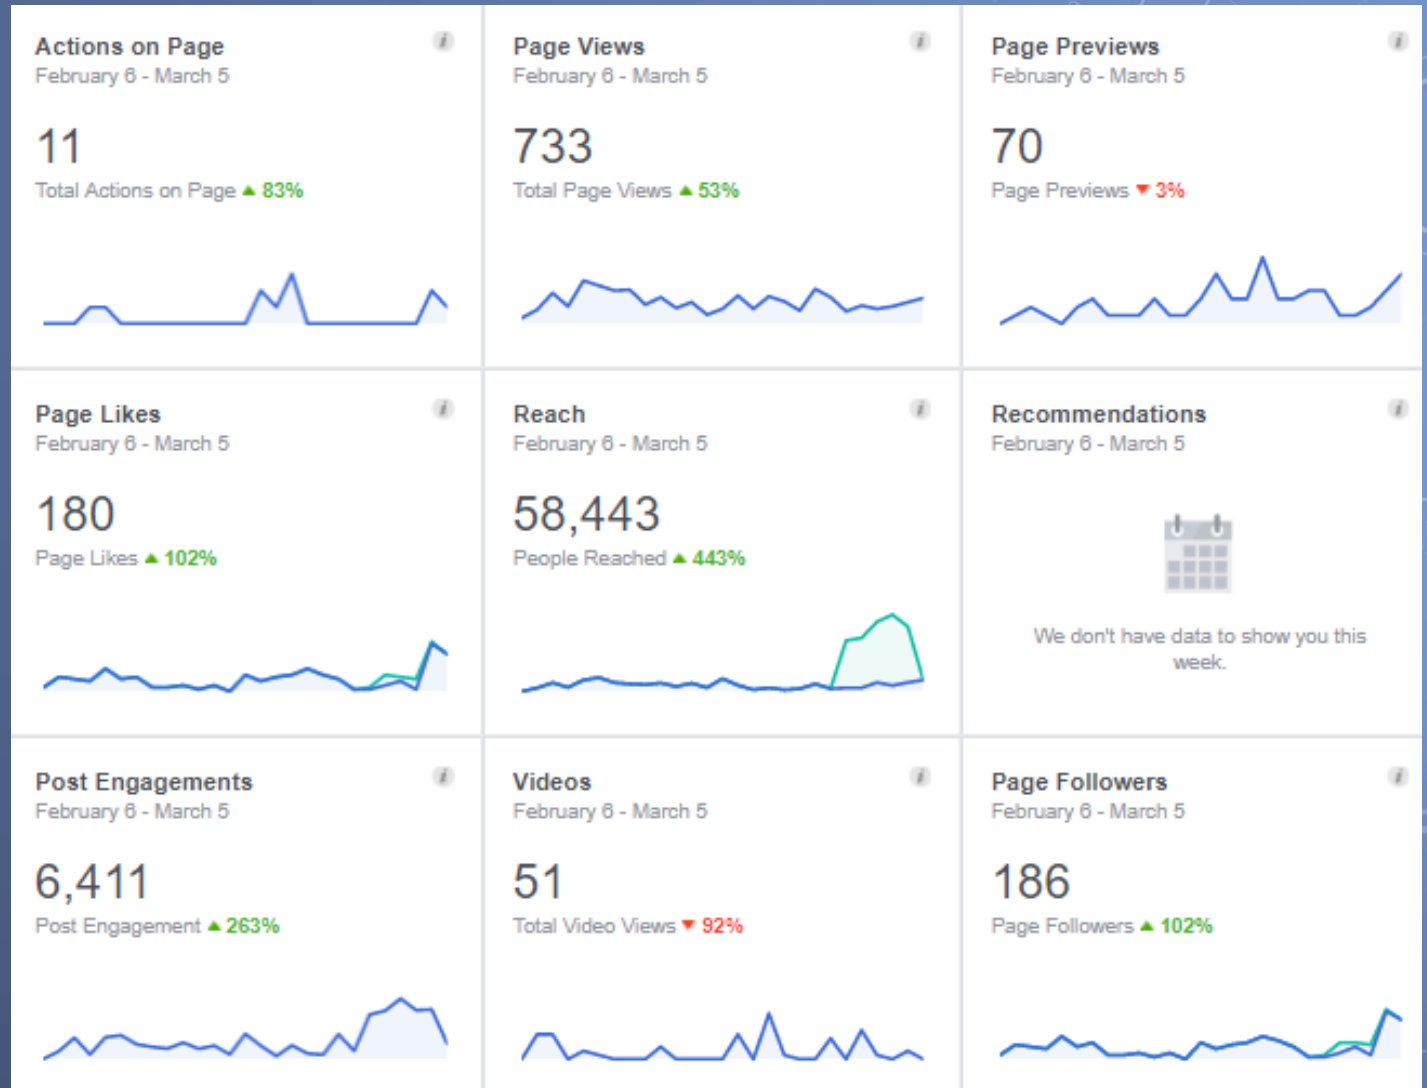 Actions on Page
February 6 - March 5
11
Total Actions on Page ▲ 83%
Page Views
February 6 - March 5
733
Total Page Views ▲ 53%
Page Previews
February 6 - March 5
70
Page Previews ▼ 3%
Page Likes
February 6 - March 5
180
Page Likes ▲ 102%
Reach
February 6 - March 5
58,443
People Reached ▲ 443%
Recommendations
February 6 - March 5
We don't have data to show you this
week.
Post Engagements
February 6 - March 5
6,411
Post Engagement ▲ 263%
Videos
February 6 - March 5
51
Total Video Views ▼ 92%
Page Followers
February 6 - March 5
186
Page Followers ▲ 102%